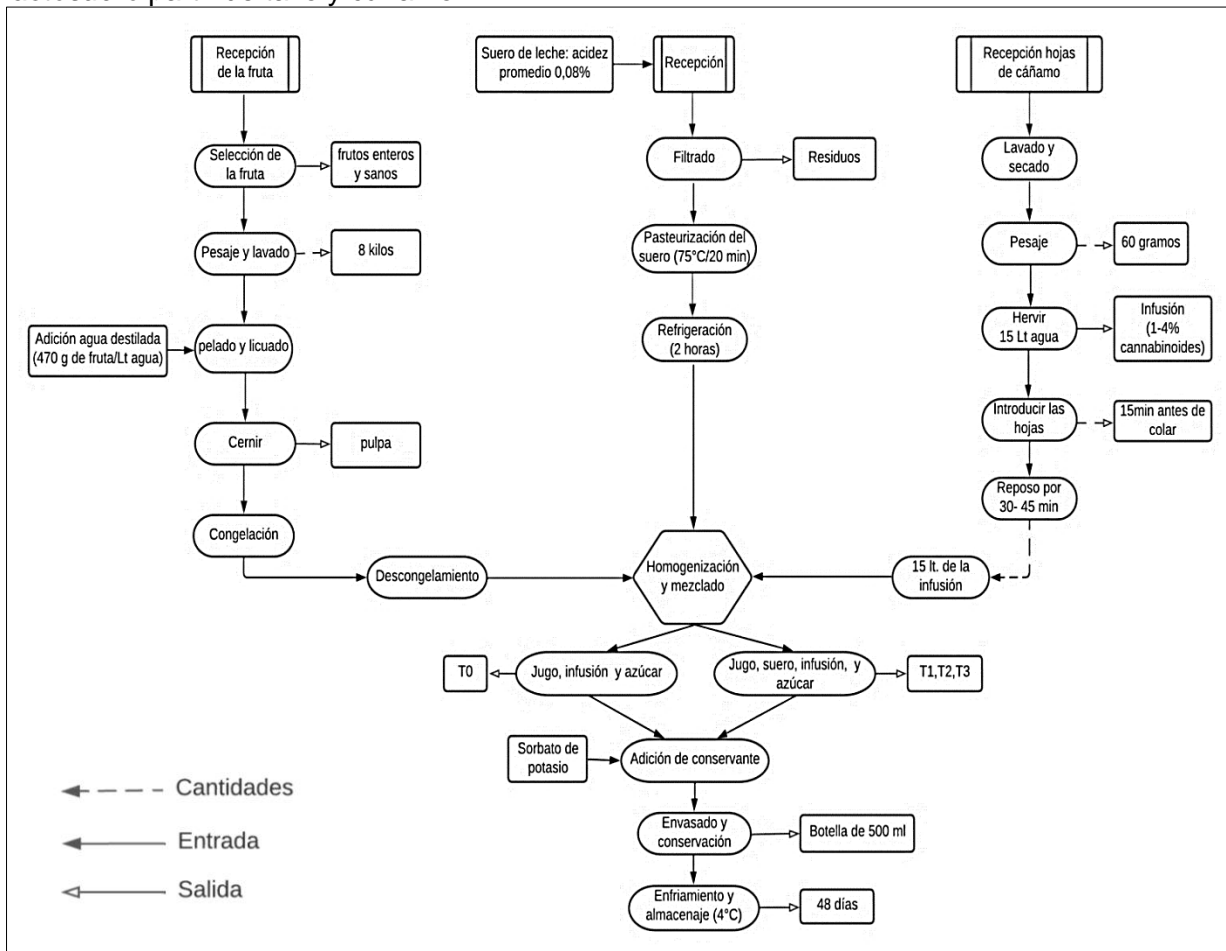 Recepción
de la fruta
Suero de leche: acidez
promedio 0,08%
Recepción
Recepción hojas
de cáñamo
Selección de
la fruta
frutos enteros
y sanos
Filtrado
Residuos
Lavado y
secado
Pesaje y lavado
8 kilos
Pasteurización del
suero (75°C/20 min)
Pesaje
60 gramos
Adición agua destilada
(470 g de fruta/Lt agua)
pelado y licuado
Refrigeración
(2 horas)
Hervir
15 Lt agua
Infusión
(1-4%
cannabinoides)
Cernir
pulpa
Introducir las
hojas
15min antes de
colar
Congelación
Reposo por
30- 45 min
Descongelamiento
Homogenización
y mezclado
15 lt. de la
infusión
T0
Jugo, infusión y azúcar
Jugo, suero, infusión, y
azúcar
T1,T2,T3
Sorbato de
potasio
Adición de conservante
Cantidades
Envasado y
conservación
Botella de 500 ml
Entrada
Salida
Enfriamiento y
almacenaje (4°C)
48 días